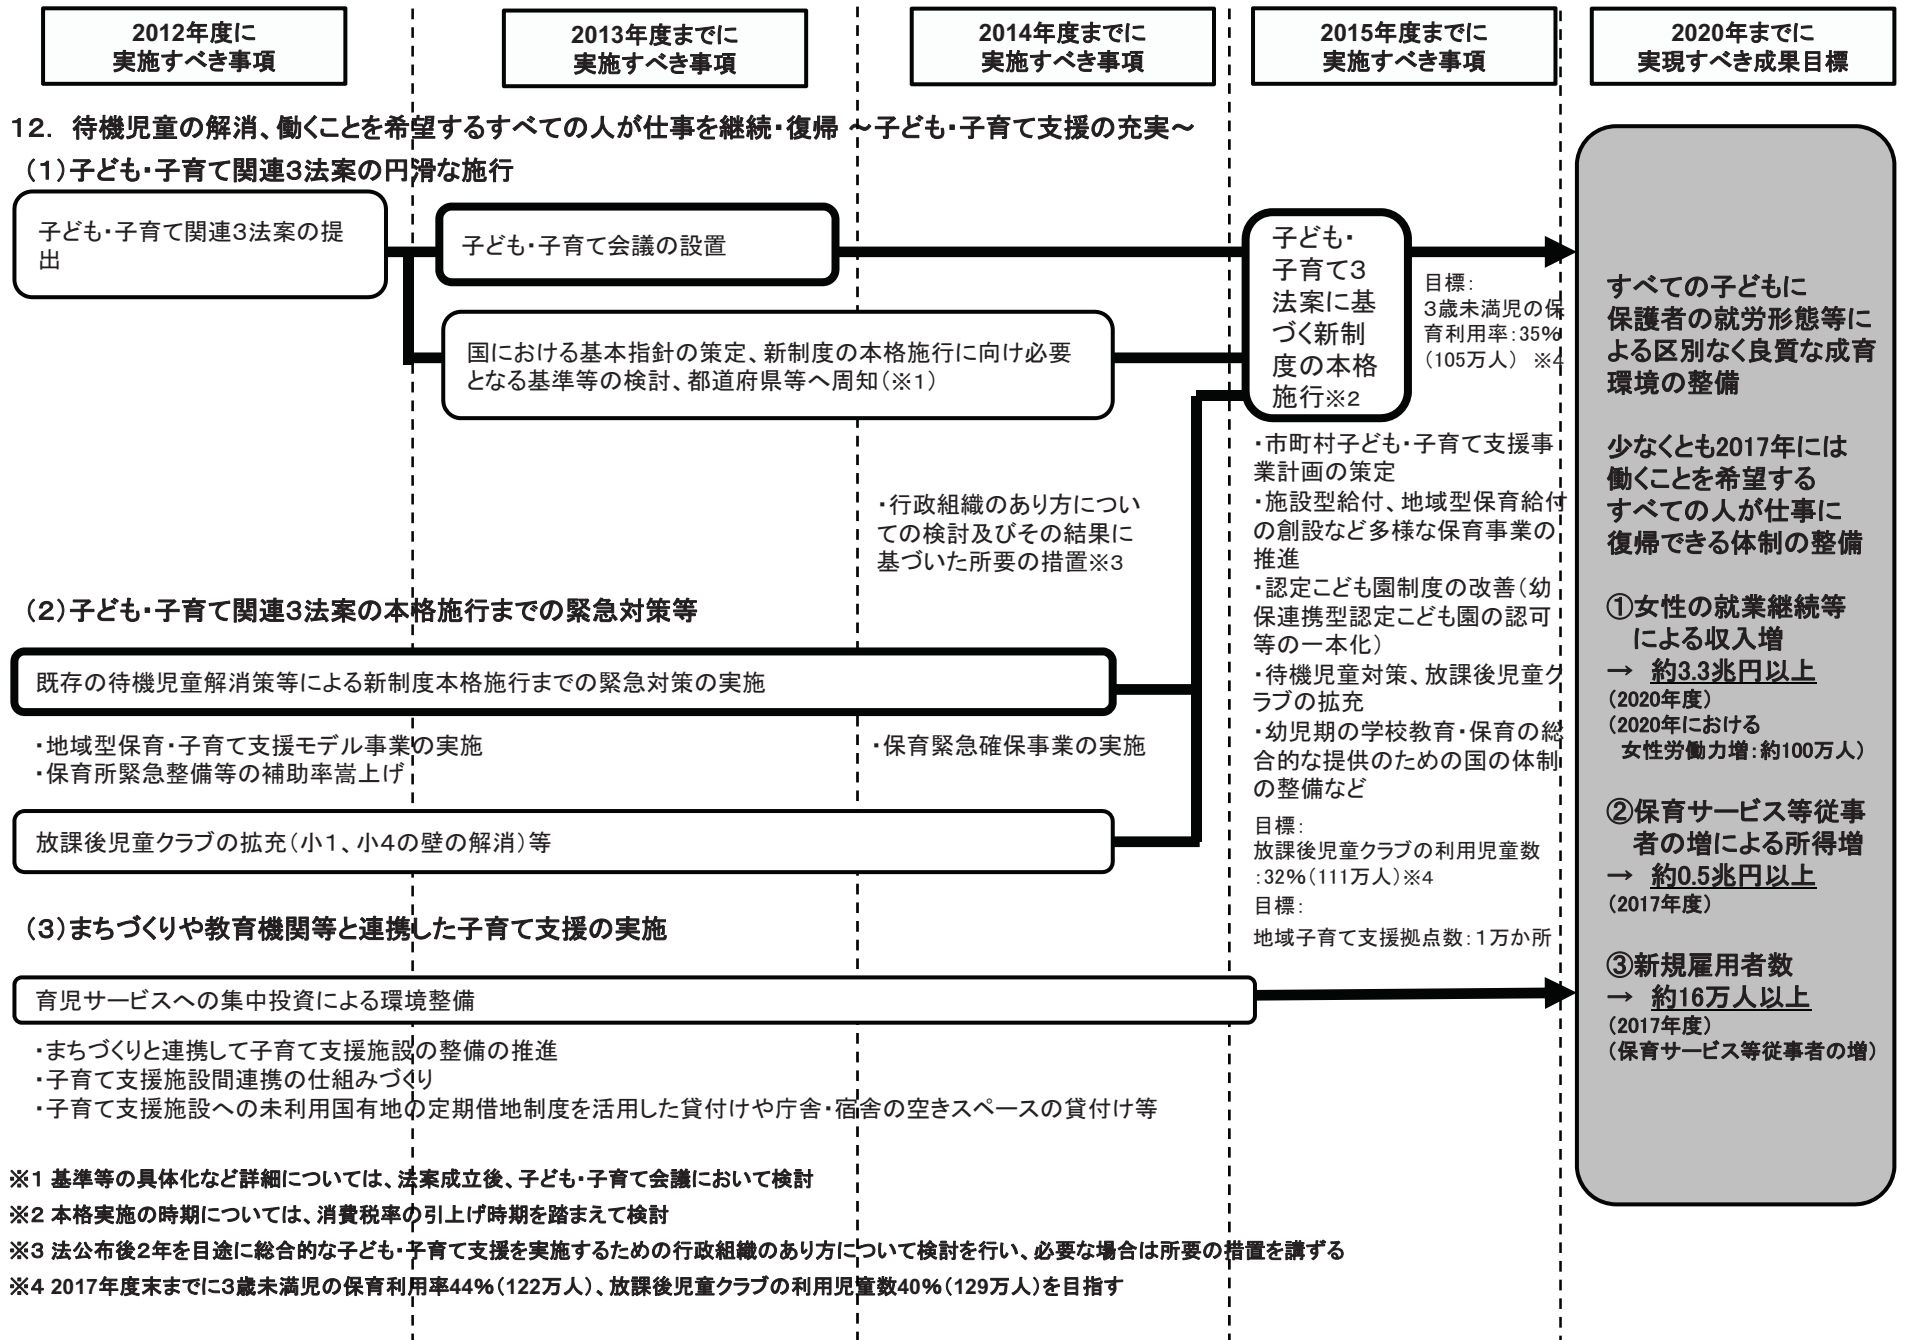 2012年度に
実施すべき事項
2013年度までに
実施すべき事項
2014年度までに
実施すべき事項
2015年度までに
実施すべき事項
2020年までに
実現すべき成果目標
12. 待機児童の解消、働くことを希望するすべての人が仕事を継続・復帰 ～子ども・子育て支援の充実～
(1)子ども・子育て関連3法案の円滑な施行
子ども・子育て関連3法案の提
出
子ども・子育て会議の設置
国における基本指針の策定、新制度の本格施行に向け必要
となる基準等の検討、都道府県等へ周知(※1)
子ども・
子育て3
法案に基
づく新制
度の本格
施行※2
目標:
3歳未満児の保
育利用率:35%
(105万人) ※4
・行政組織のあり方につい
ての検討及びその結果に
基づいた所要の措置※3
・市町村子ども・子育て支援事
業計画の策定
・施設型給付、地域型保育給付
の創設など多様な保育事業の
推進
・認定こども園制度の改善(幼
保連携型認定こども園の認可
等の一本化)
・待機児童対策、放課後児童ク
ラブの拡充
・幼児期の学校教育・保育の総
合的な提供のための国の体制
の整備など
目標:
放課後児童クラブの利用児童数
:32%(111万人)※4
目標:
地域子育て支援拠点数:1万か所
(2)子ども・子育て関連3法案の本格施行までの緊急対策等
既存の待機児童解消策等による新制度本格施行までの緊急対策の実施
・地域型保育・子育て支援モデル事業の実施
・保育所緊急整備等の補助率嵩上げ
・保育緊急確保事業の実施
放課後児童クラブの拡充(小1、小4の壁の解消)等
(3)まちづくりや教育機関等と連携した子育て支援の実施
育児サービスへの集中投資による環境整備
・まちづくりと連携して子育て支援施設の整備の推進
・子育て支援施設間連携の仕組みづくり
・子育て支援施設への未利用国有地の定期借地制度を活用した貸付けや庁舎・宿舎の空きスペースの貸付け等
すべての子どもに
保護者の就労形態等に
よる区別なく良質な成育
環境の整備
少なくとも2017年には
働くことを希望する
すべての人が仕事に
復帰できる体制の整備
①女性の就業継続等
による収入増
→ 約3.3兆円以上
(2020年度)
(2020年における
女性労働力増:約100万人)
②保育サービス等従事
者の増による所得増
→ 約0.5兆円以上
(2017年度)
③新規雇用者数
→ 約16万人以上
(2017年度)
(保育サービス等従事者の増)
※1 基準等の具体化など詳細については、法案成立後、子ども・子育て会議において検討
※2 本格実施の時期については、消費税率の引上げ時期を踏まえて検討
※3 法公布後2年を目途に総合的な子ども・子育て支援を実施するための行政組織のあり方について検討を行い、必要な場合は所要の措置を講ずる
※4 2017年度末までに3歳未満児の保育利用率44%(122万人)、放課後児童クラブの利用児童数40%(129万人)を目指す